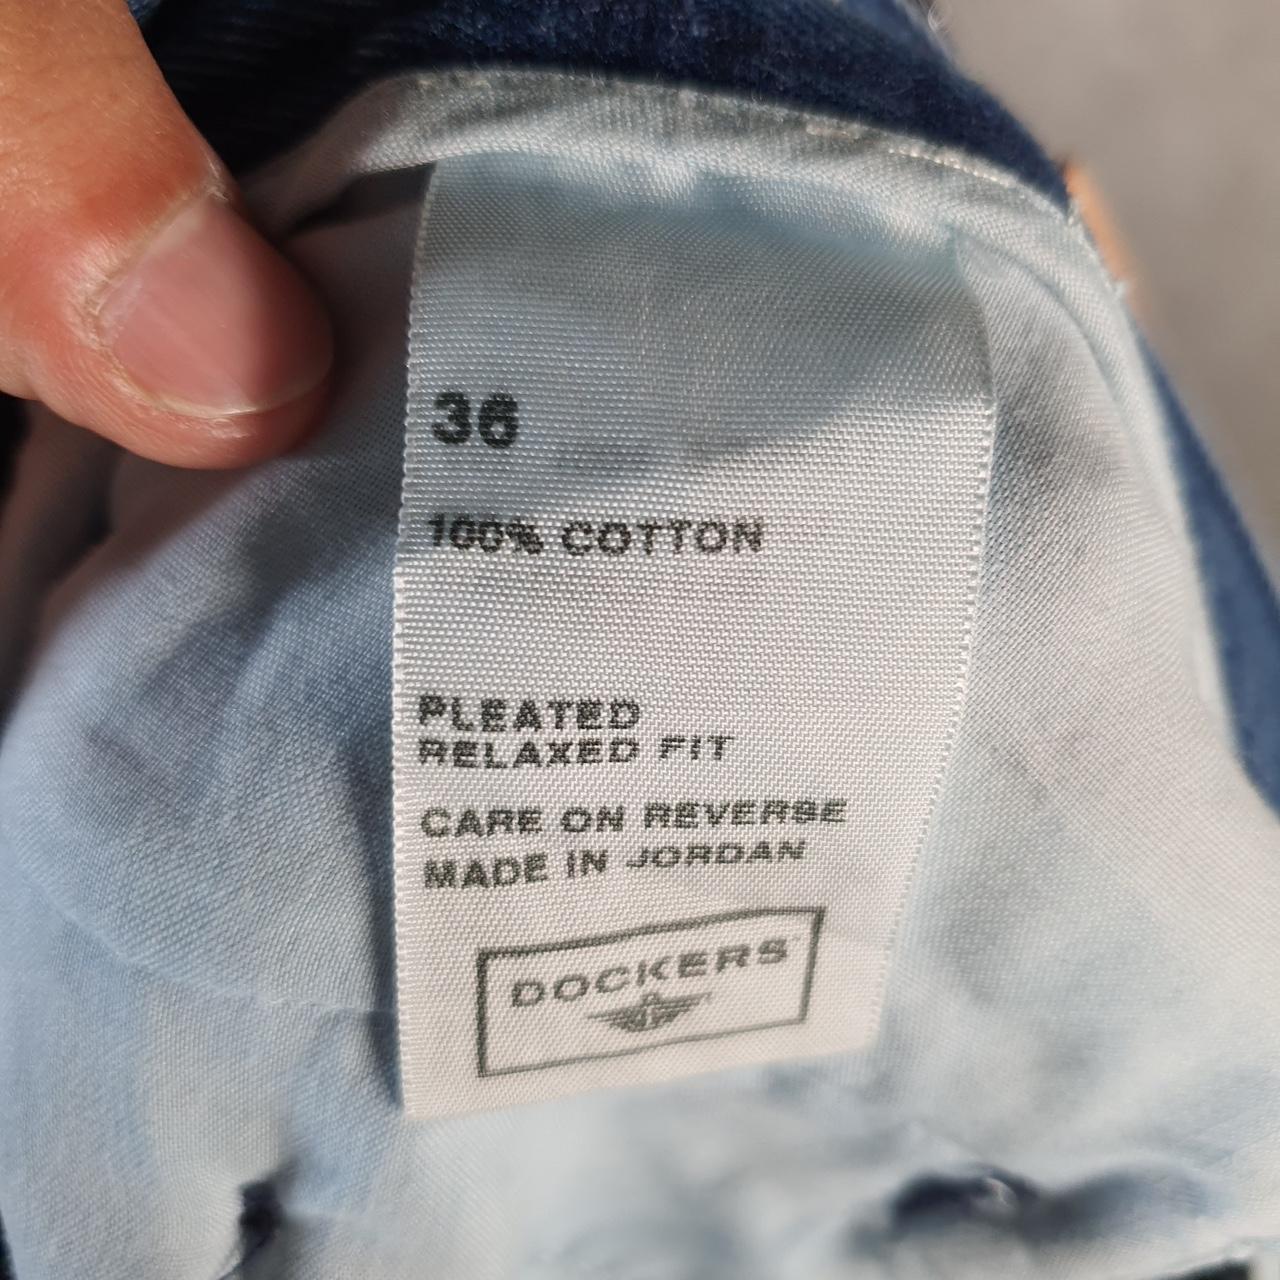 36
100% COTTON
PLEATED
RELAXED FIT
CARE ON REVERSE
MADE IN JORDAN
DOCKERS